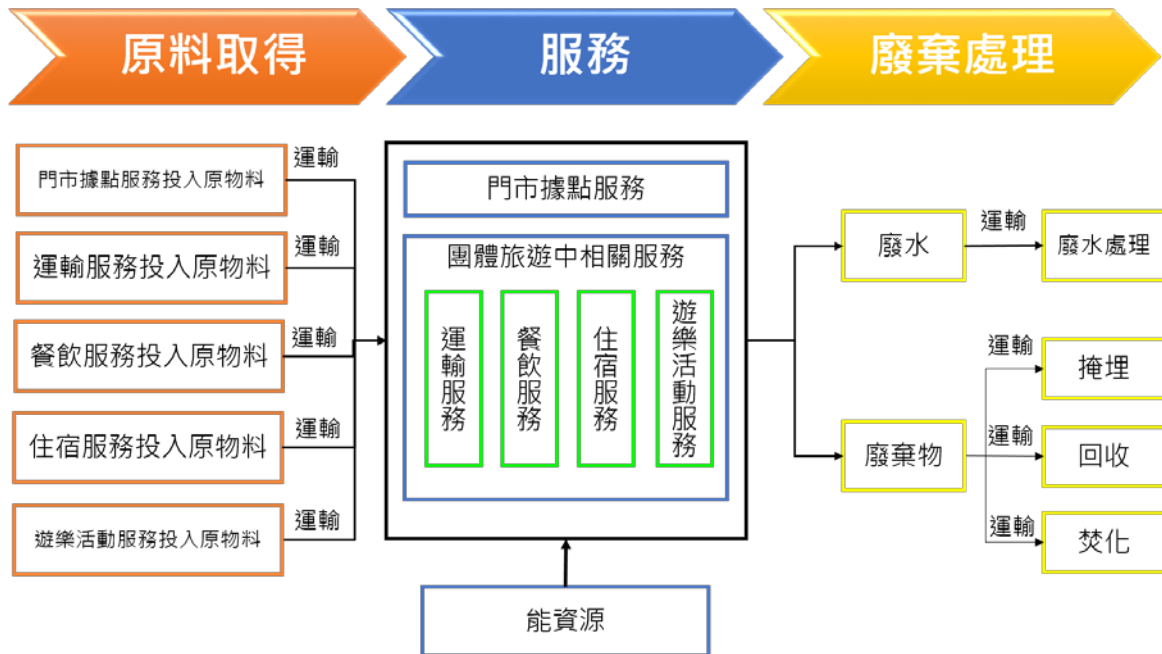 原料取得
服務
廢棄處理
門市據點服務投入原物料
運輸
運輸服務投入原物料
運輸
餐飲服務投入原物料
運輸
住宿服務投入原物料
運輸
遊樂活動服務投入原物料
運輸
門市據點服務
團體旅遊中相關服務
運輸服務
餐飲服務
住宿服務
遊樂活動服務
能資源
廢水
運輸
廢水處理
廢棄物
運輸
掩埋
運輸
回收
運輸
焚化